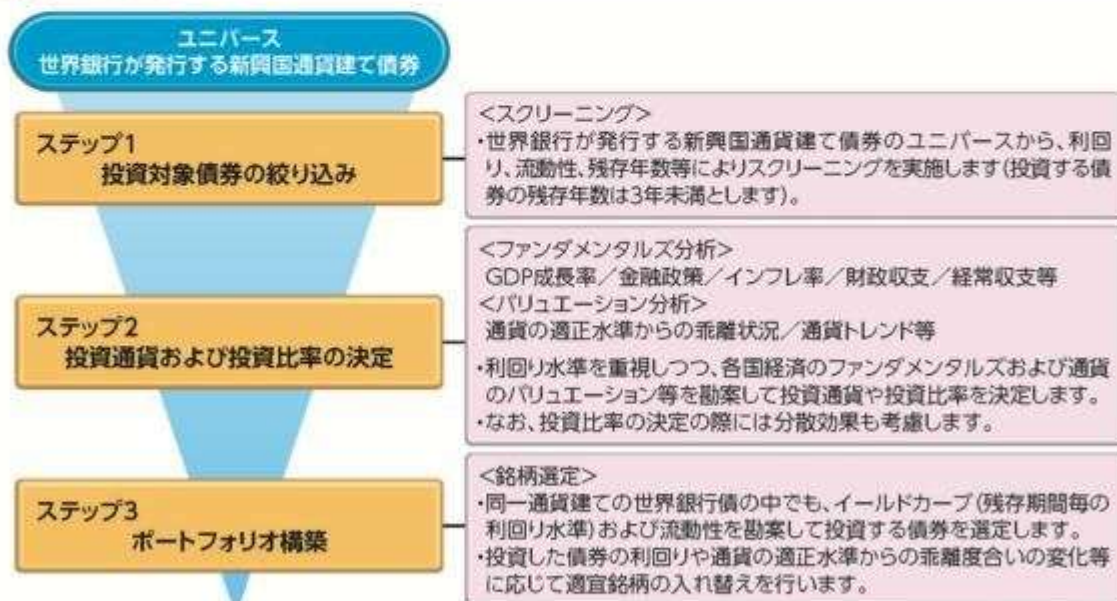 ユニバース
世界銀行が発行する新興国通貨建て債券
ステップ1
投資対象債券の絞り込み
<スクリーニング>
・世界銀行が発行する新興国通貨建て債券のユニバースから、利回
り、流動性、残存年数等によりスクリーニングを実施します(投資する債
券の残存年数は3年未満とします)。
ステップ2
投資通貨および投資比率の決定
<ファンダメンタルズ分析>
GDP成長率／金融政策／インフレ率／財政収支／経常収支等
<バリュエーション分析>
通貨の適正水準からの乖離状況／通貨トレンド等
・利回り水準を重視しつつ、各国経済のファンダメンタルズおよび通貨
のバリュエーション等を勘案して投資通貨や投資比率を決定します。
・なお、投資比率の決定の際には分散効果も考慮します。
ステップ3
ポートフォリオ構築
<銘柄選定>
・同一通貨建ての世界銀行債の中でも、イールドカーブ(残存期間毎の
利回り水準)および流動性を勘案して投資する債券を選定します。
・投資した債券の利回りや通貨の適正水準からの乖離度合いの変化等
に応じて適宜銘柄の入れ替えを行います。